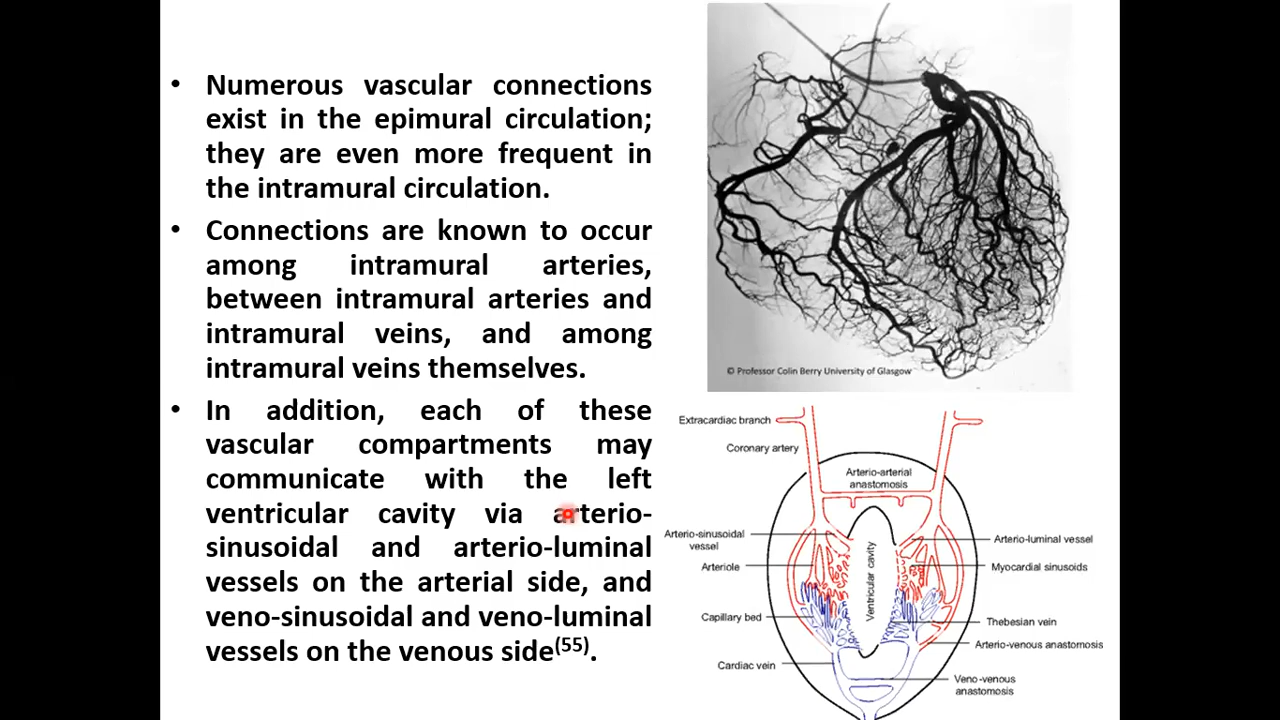 • Numerous vascular connections
exist in the epimural circulation;
they are even more frequent in
the intramural circulation.
• Connections are known to occur
among intramural arteries,
between intramural arteries and
intramural veins, and among
intramural veins themselves.
• In addition, each of these
vascular compartments may
communicate with the left
ventricular cavity via arterio-
sinusoidal and arterio-luminal
vessels on the arterial side, and
veno-sinusoidal and veno-luminal
vessels on the venous side(55).
© Professor Colin Berry University of Glasgow
Extracardiac branch
Coronary artery
Arterio-arterial
anastomosis
Arterio-sinusoidal
vessel
Arteriole
Capillary bed
Cardiac vein
Ventricular cavity
Arterio-luminal vessel
Myocardial sinusoids
Thebesian vein
Arterio-venous anastomosis
Veno-venous
anastomosis